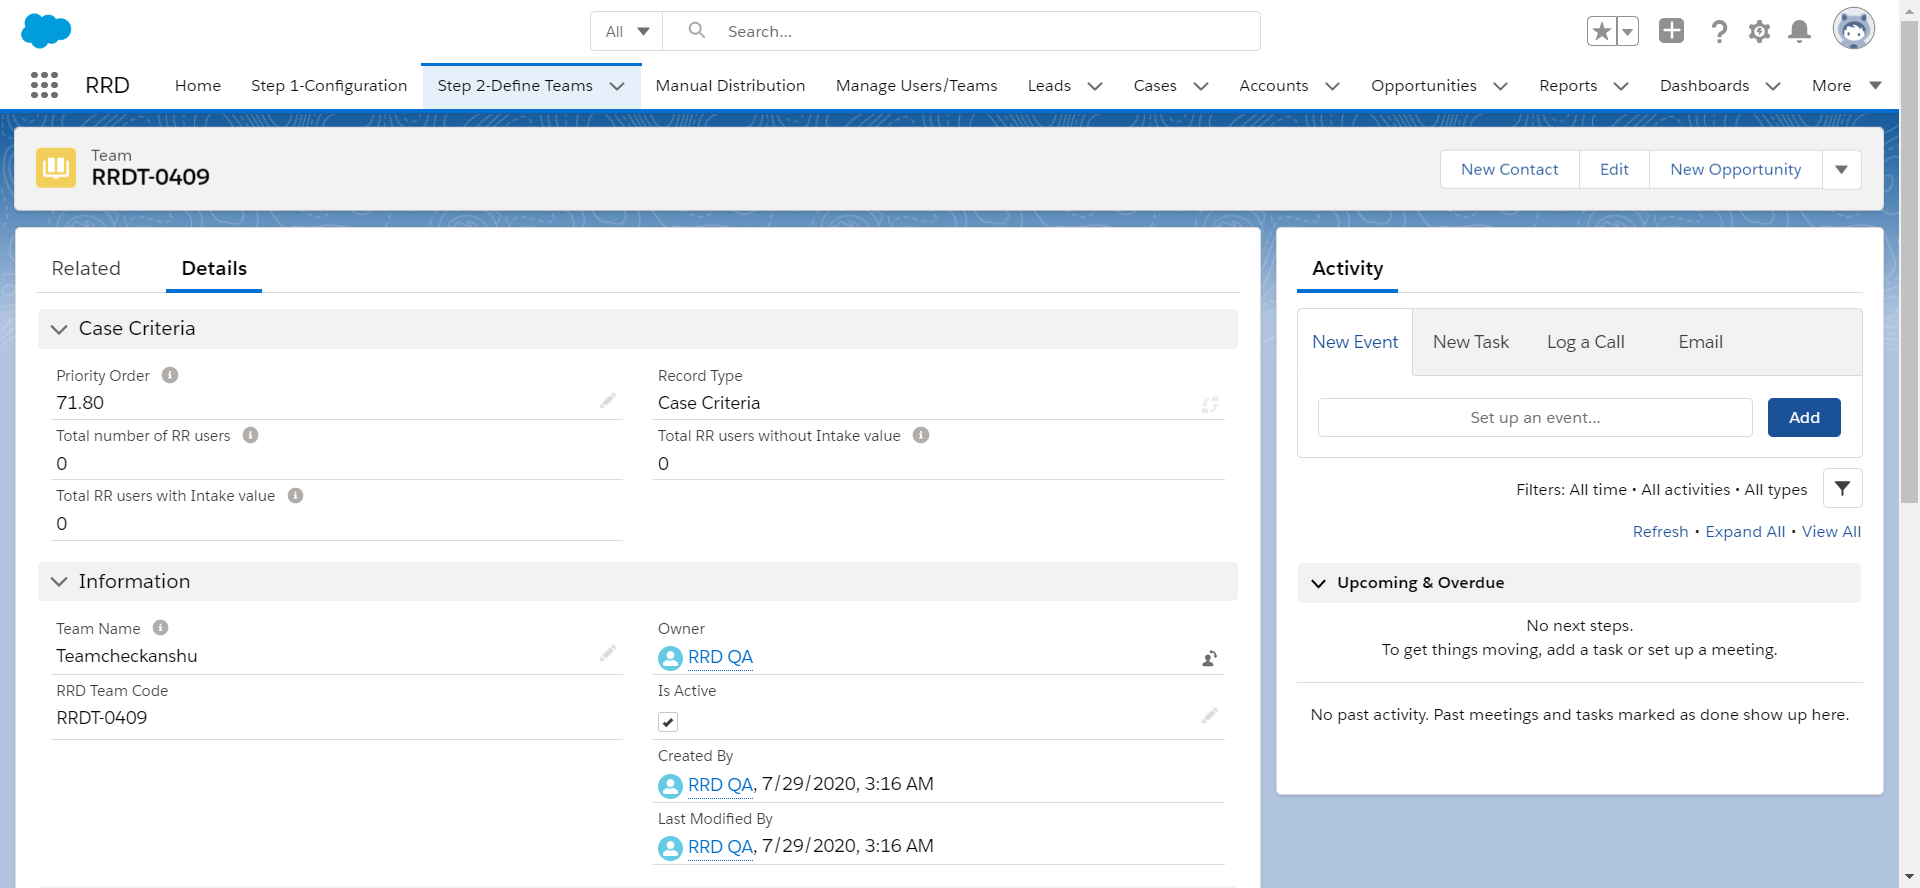 All
Search...
RRD
Home
Step 1-Configuration
Step 2-Define Teams
Manual Distribution
Manage Users/Teams
Leads
Cases
Accounts
Opportunities
Reports
Dashboards
More
Team
RRDT-0409
New Contact
Edit
New Opportunity
Related
Details
Case Criteria
Priority Order
71.80
Record Type
Case Criteria
Total number of RR users
0
Total RR users without Intake value
0
Total RR users with Intake value
0
Information
Team Name
Teamcheckanshu
Owner
RRD QA
RRD Team Code
RRDT-0409
Is Active
Created By
RRD QA, 7/29/2020, 3:16 AM
Last Modified By
RRD QA, 7/29/2020, 3:16 AM
Activity
New Event
New Task
Log a Call
Email
Set up an event...
Add
Filters: All time • All activities • All types
Refresh • Expand All • View All
Upcoming & Overdue
No next steps.
To get things moving, add a task or set up a meeting.
No past activity. Past meetings and tasks marked as done show up here.